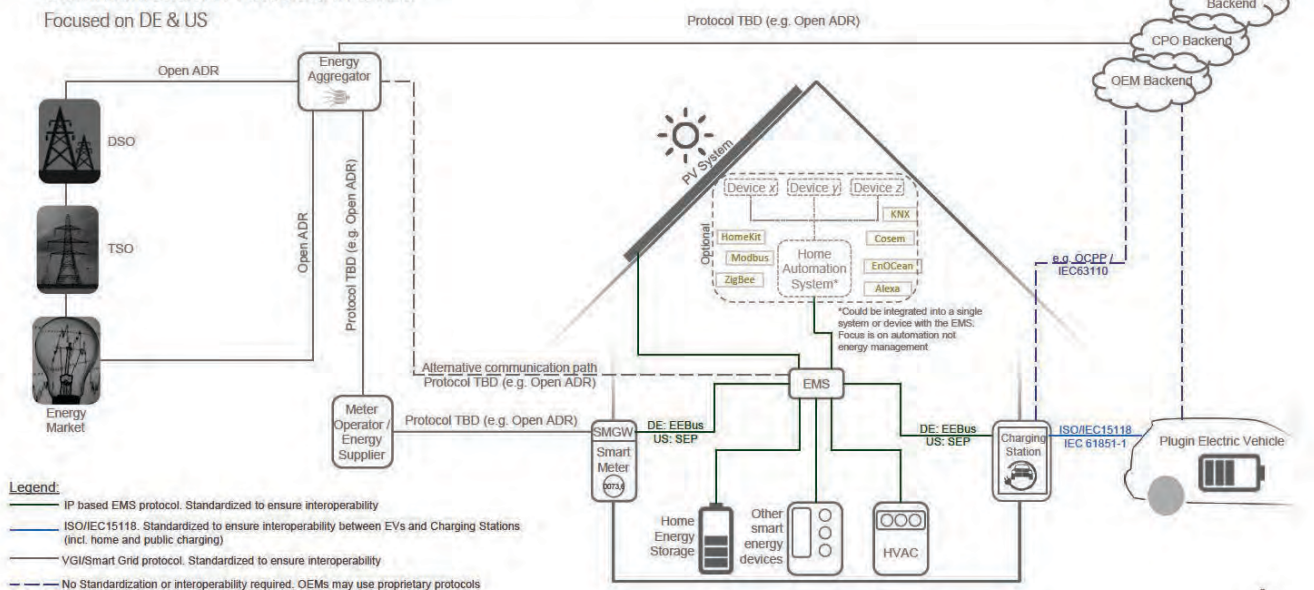 Focused on DE & US
Protocol TBD (e.g. Open ADR)
Backend
CPO Backend
OEM Backend
Energy
Aggregator
Open ADR
DSO
TSO
Energy
Market
Open ADR
Protocol TBD (e.g. Open ADR)
PV System
Optional
Device x
Device y
Device z
KNX
HomeKit
Cosem
Modbus
Home
Automation
System*
EnOCean
ZigBee
Alexa
*Could be integrated into a single
system or device with the EMS.
Focus is on automation not
energy management
e.g. OCPP /
IEC63110
Alternative communication path
Protocol TBD (e.g. Open ADR)
EMS
Meter
Operator /
Energy
Supplier
Protocol TBD (e.g. Open ADR)
SMGW
Smart
Meter
DE: EEBus
US: SEP
DE: EEBus
US: SEP
Charging
Station
ISO/IEC15118
IEC 61851-1
Plugin Electric Vehicle
Home
Energy
Storage
Other
smart
energy
devices
HVAC
Legend:
IP based EMS protocol. Standardized to ensure interoperability
ISO/IEC15118. Standardized to ensure interoperability between EVs and Charging Stations
(incl. home and public charging)
VGI/Smart Grid protocol. Standardized to ensure interoperability
No Standardization or interoperability required. OEMs may use proprietary protocols